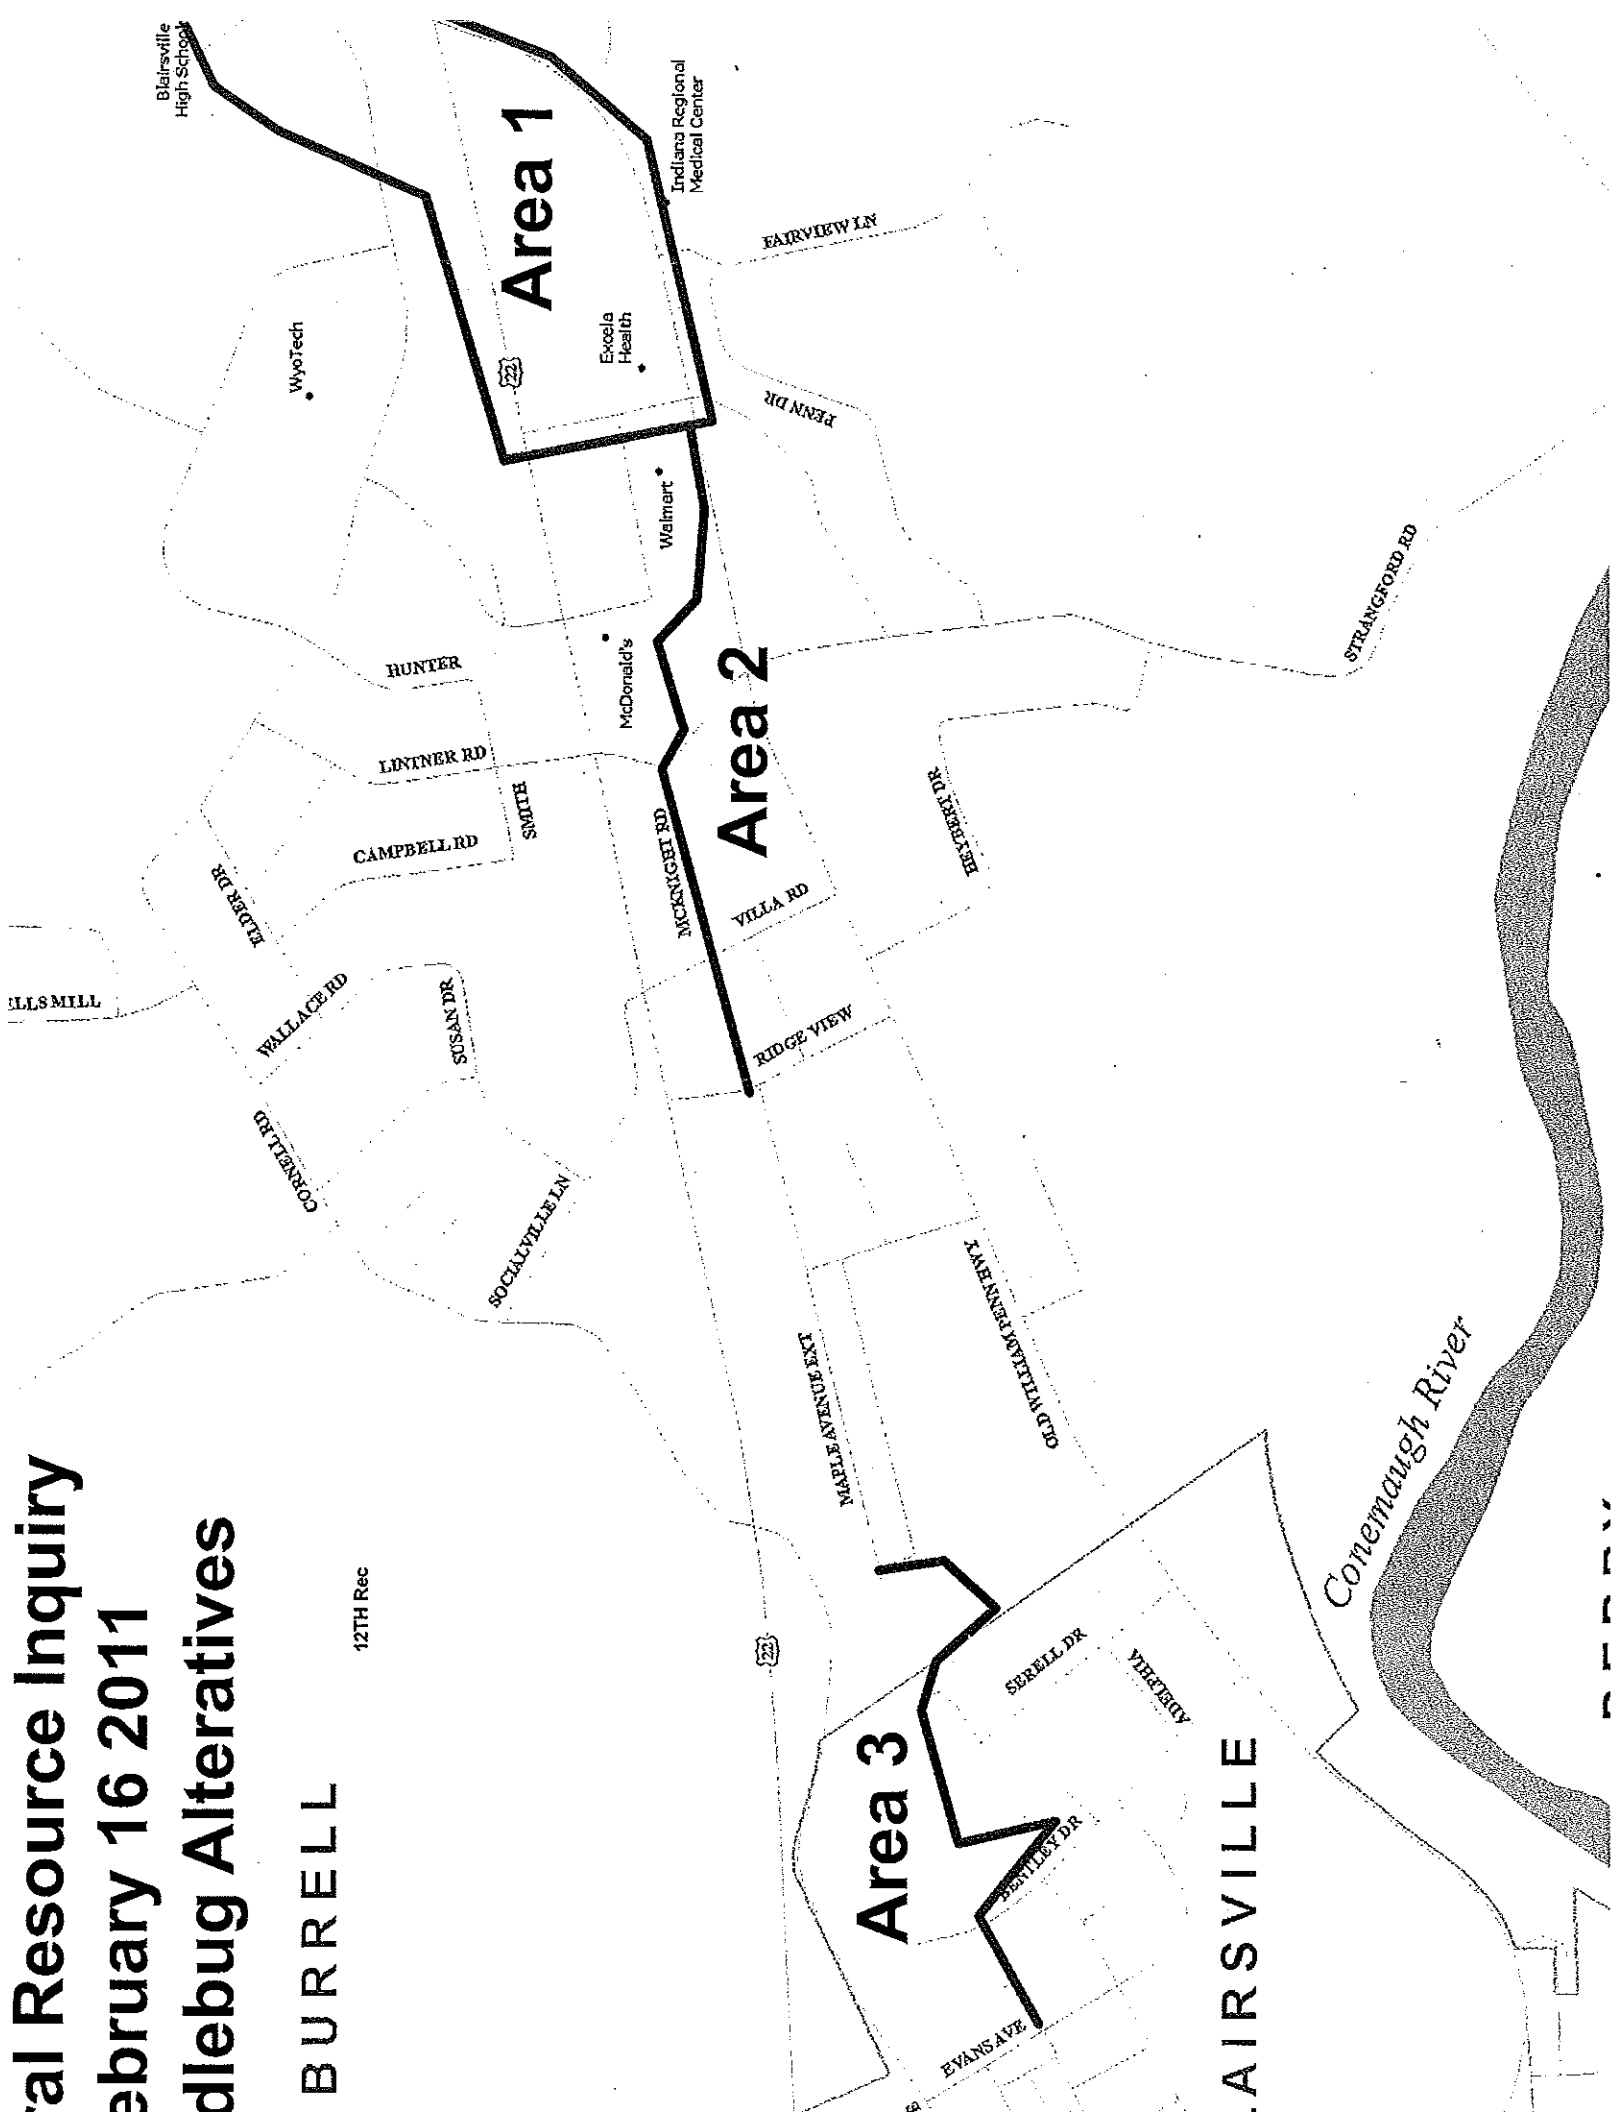 ral Resource Inquiry
ebruary 16 2011
dlebug Alteratives
BURRELL
12TH Rec
ELLSMILL
CORNELL RD
WALLACE RD
SUSAN DR
SOCIALVILLE LN
ELDER DR
CAMPBELL RD
LINTNER RD
HUNTER
SMITH
WyoTech
Blairsville
High School
22
Area 1
Excela
Health
Indiana Regional
Medical Center
FAIRVIEW LN
PENN DR
Walmart
McDonald's
Area 2
MCKNIGHT RD
VILLA RD
RIDGE VIEW
HEYBERT DR
STRANGFORD RD
MAPLE AVENUE EXT
OLD WILLIAM PENN HWY
22
Area 3
SERELL DR
ADELPHIA
BENTLEY DR
EVANS AVE
LAIRSVILLE
Conemaugh River